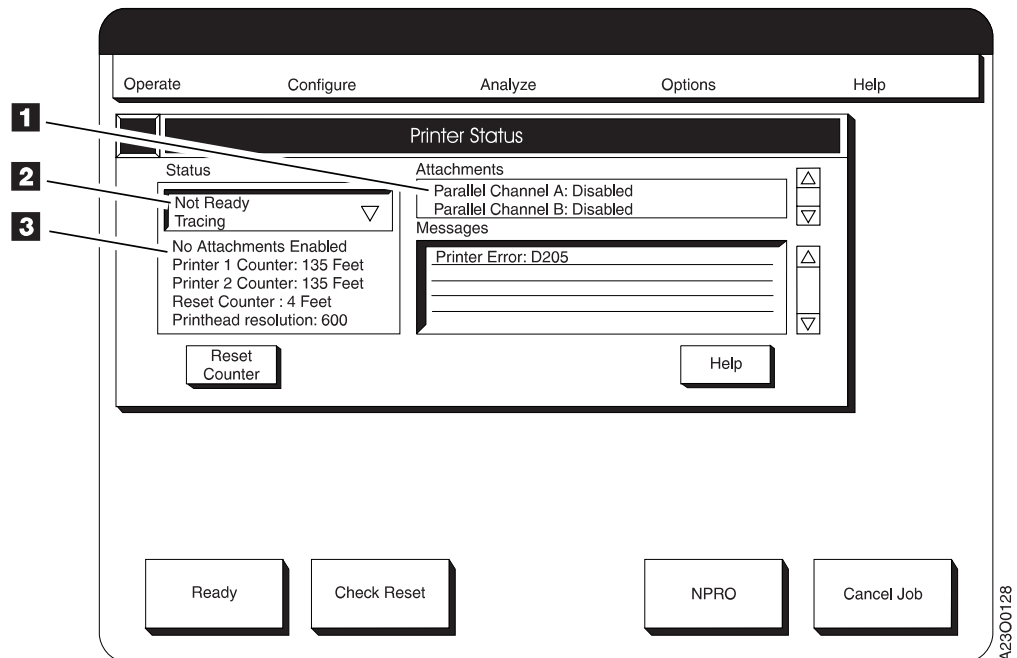 Operate Configure Analyze Options Help
1
2
3
Printer Status
Status
Not Ready
Tracing
No Attachments Enabled
Printer 1 Counter: 135 Feet
Printer 2 Counter: 135 Feet
Reset Counter : 4 Feet
Printhead resolution: 600
Reset
Counter
Attachments
Parallel Channel A: Disabled
Parallel Channel B: Disabled
Messages
Printer Error: D205
Help
Ready
Check Reset
NPRO
Cancel Job
A23O0128